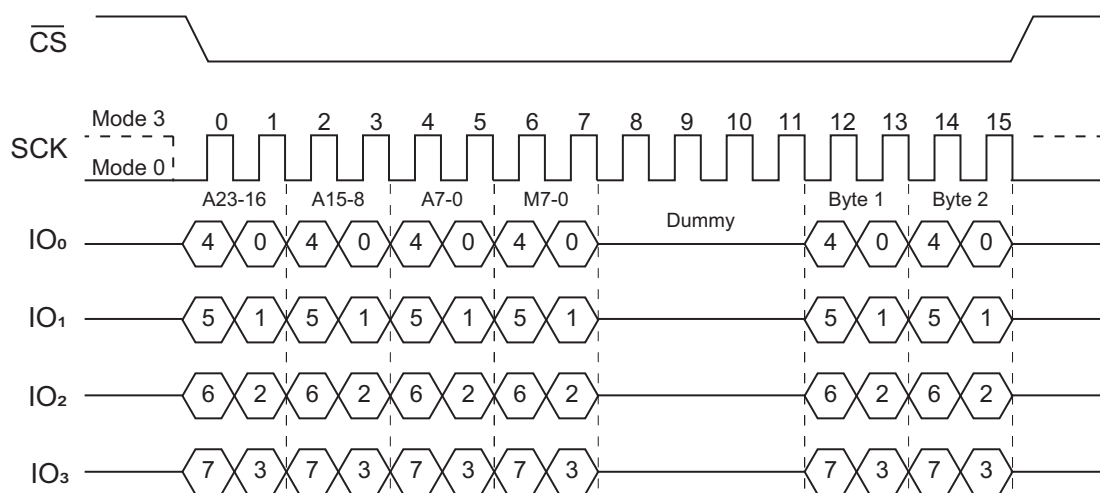 CS
Mode 3 0 1 2 3 4 5 6 7 8 9 10 11 12 13 14 15
SCK
Mode 0
A23-16 A15-8 A7-0 M7-0 Byte 1 Byte 2
Dummy
IO₀ 4 0 4 0 4 0 4 0 4 0 4 0
IO₁ 5 1 5 1 5 1 5 1 5 1 5 1
IO₂ 6 2 6 2 6 2 6 2 6 2 6 2
IO₃ 7 3 7 3 7 3 7 3 7 3 7 3